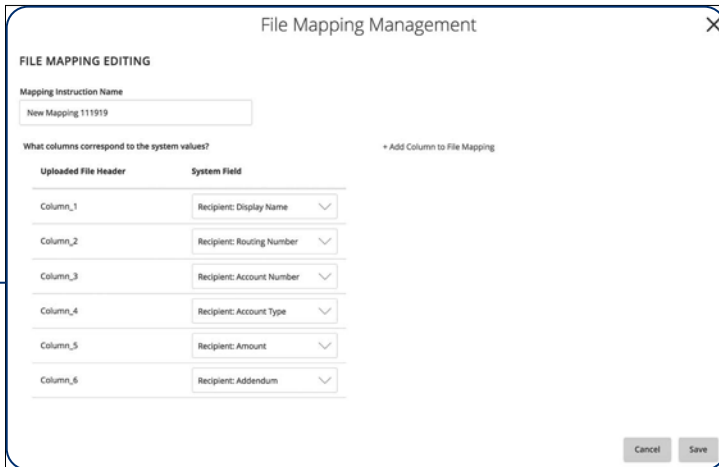 File Mapping Management
FILE MAPPING EDITING
Mapping Instruction Name
New Mapping 111919
What columns correspond to the system values?
+ Add Column to File Mapping
Uploaded File Header System Field
Column_1 Recipient: Display Name
Column_2 Recipient: Routing Number
Column_3 Recipient: Account Number
Column_4 Recipient: Account Type
Column_5 Recipient: Amount
Column_6 Recipient: Addendum
Cancel Save